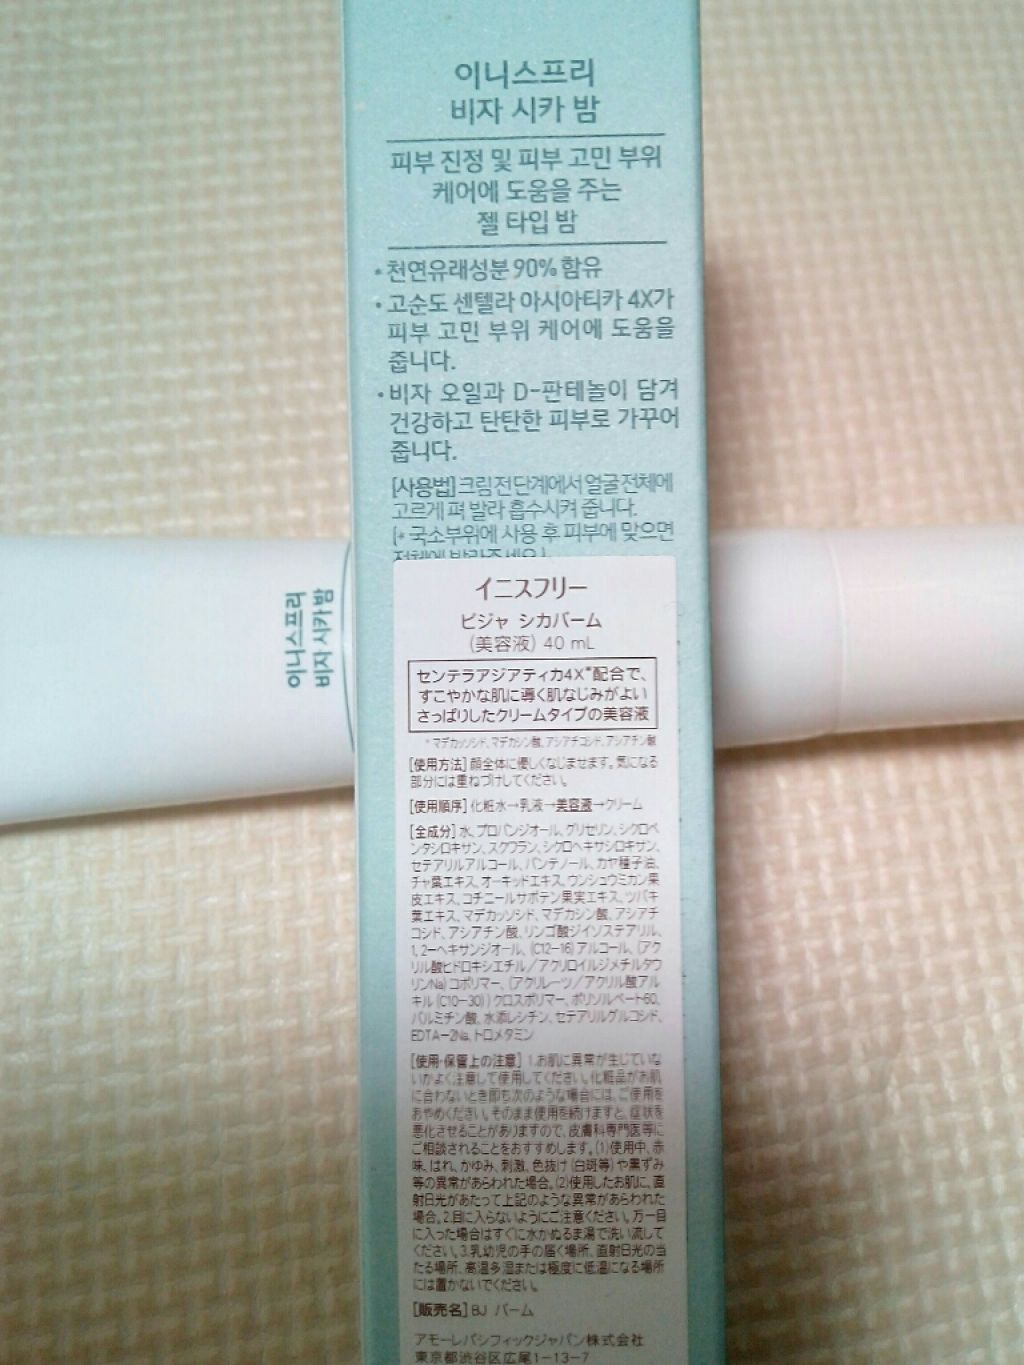 이니스프리
비자 시카 밤
피부 진정 및 피부 고민 부위
케어에 도움을 주는
젤 타입 밤
• 천연유래성분 90% 함유
• 고순도 센텔라 아시아티카 4X가
피부 고민 부위 케어에 도움을
줍니다.
• 비자 오일과 D-판테놀이 담겨
건강하고 탄탄한 피부로 가꾸어
줍니다.
[사용법] 크림 전 단계에서 얼굴 전체에
고르게 펴 발라 흡수시켜 줍니다.
(* 국소부위에 사용 후 피부에 맞으면
전체에 발라주세요.)
이니스프리
비자 시카 밤
イニスフリー
ビジャ シカバーム
(美容液) 40 mL
センテラアジアティカ4X*配合で、
すこやかな肌に導く肌なじみがよい
さっぱりしたクリームタイプの美容液
*マデカッソシド、マデカシン酸、アシアチコシド、アシアチン酸
[使用方法] 顔全体に優しくなじませます。気になる
部分には重ねづけしてください。
[使用順序] 化粧水→乳液→美容液→クリーム
[全成分] 水、プロパンジオール、グリセリン、シクロペ
ンタシロキサン、スクワラン、シクロヘキサシロキサン、
セテアリルアルコール、パンテノール、カヤ種子油、
チャ葉エキス、オーキッドエキス、ウンシュウミカン果
皮エキス、コチニールサボテン果実エキス、ツバキ
葉エキス、マデカッソシド、マデカシン酸、アシアチ
コシド、アシアチン酸、リンゴ酸ジイソステアリル、
1,2-ヘキサンジオール、(C12-16)アルコール、(アク
リル酸ヒドロキシエチル/アクリロイルジメチルタウ
リンNa)コポリマー、(アクリレーツ/アクリル酸アル
キル(C10-30))クロスポリマー、ポリソルベート60、
パルミチン酸、水添レシチン、セテアリルグルコシド、
EDTA-2Na、トロメタミン
[使用・保管上の注意] 1.お肌に異常が生じていな
いかよく注意して使用してください。化粧品がお肌
に合わないとき即ち次のような場合には、ご使用を
おやめください。そのまま使用を続けますと、症状を
悪化させることがありますので、皮膚科専門医等に
ご相談されることをおすすめします。(1)使用中、赤
味、はれ、かゆみ、刺激、色抜け(白斑等)や黒ずみ
等の異常があらわれた場合。(2)使用したお肌に、直
射日光があたって上記のような異常があらわれた
場合。2.目に入らないようにご注意ください。万一目
に入った場合はすぐに水かぬるま湯で洗い流して
ください。3.乳幼児の手の届く場所、直射日光の当
たる場所、高温多湿または極度に低温になる場所
には置かないでください。
[販売名] BJ バーム
アモーレパシフィックジャパン株式会社
東京都渋谷区広尾1-13-7